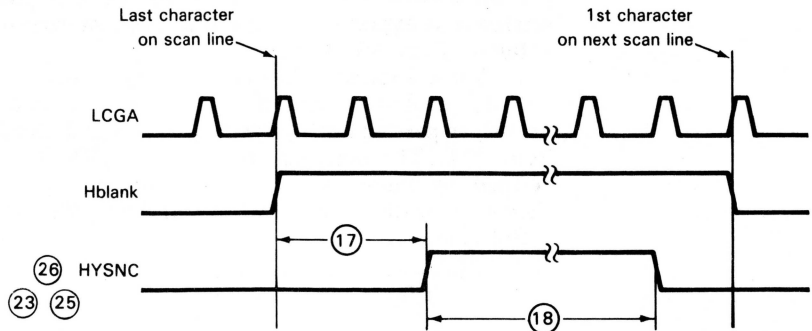 Last character
on scan line
1st character
on next scan line
LCGA
Hblank
17
26 HYSNC
23 25
18